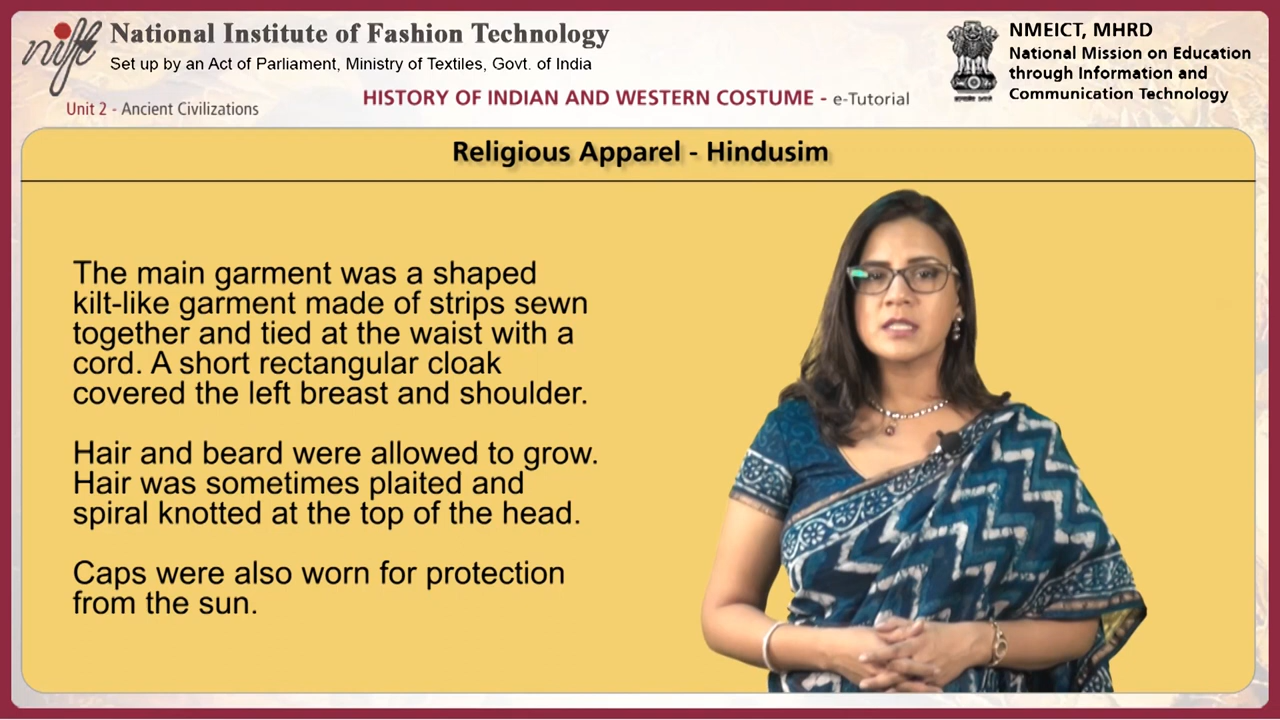 nift
National Institute of Fashion Technology
Set up by an Act of Parliament, Ministry of Textiles, Govt. of India
NMEICT, MHRD
National Mission on Education
through Information and
Communication Technology
Unit 2 - Ancient Civilizations
HISTORY OF INDIAN AND WESTERN COSTUME - e-Tutorial
Religious Apparel - Hindusim
The main garment was a shaped
kilt-like garment made of strips sewn
together and tied at the waist with a
cord. A short rectangular cloak
covered the left breast and shoulder.
Hair and beard were allowed to grow.
Hair was sometimes plaited and
spiral knotted at the top of the head.
Caps were also worn for protection
from the sun.